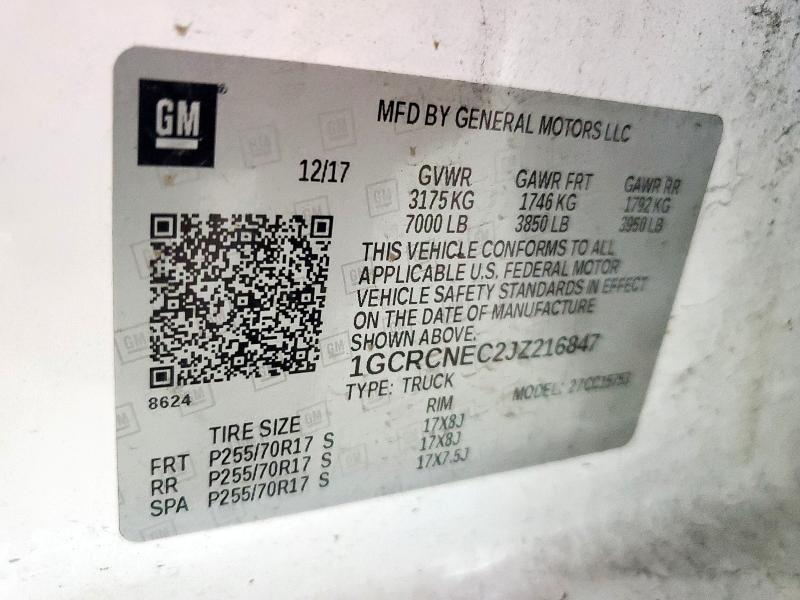 GM
MFD BY GENERAL MOTORS LLC
12/17
GVWR GAWR FRT GAWR RR
3175 KG 1746 KG 1792 KG
7000 LB 3850 LB 3950 LB
THIS VEHICLE CONFORMS TO ALL
APPLICABLE U.S. FEDERAL MOTOR
VEHICLE SAFETY STANDARDS IN EFFECT
ON THE DATE OF MANUFACTURE
SHOWN ABOVE.
1GCRCNEC2JZ216847
8624
TYPE: TRUCK MODEL:
TIRE SIZE RIM
FRT P255/70R17 S 17X8J
RR P255/70R17 S 17X8J
SPA P255/70R17 S 17X7.5J